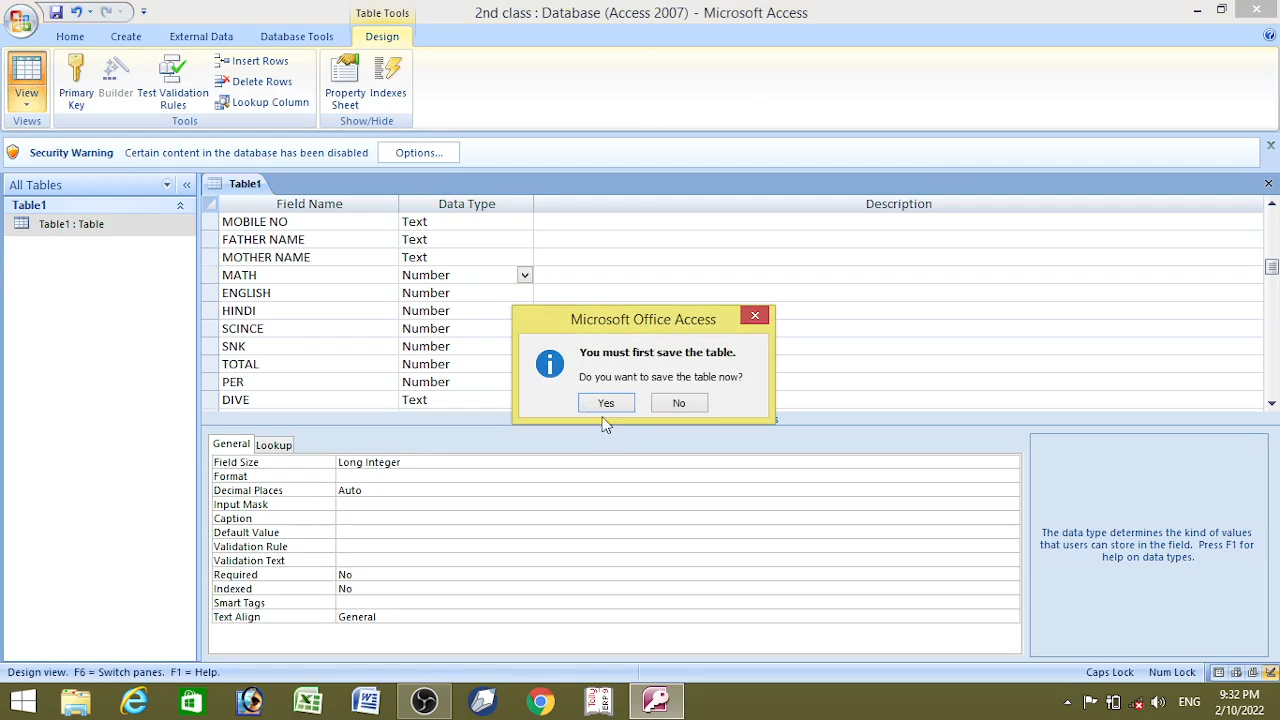 Table Tools
2nd class : Database (Access 2007) - Microsoft Access
Home
Create
External Data
Database Tools
Design
View
Primary Key
Builder
Test Validation Rules
Insert Rows
Delete Rows
Lookup Column
Property Sheet
Indexes
Views
Tools
Show/Hide
Security Warning
Certain content in the database has been disabled
Options...
All Tables
Table1
Table1 : Table
Table1
Field Name
Data Type
Description
MOBILE NO Text
FATHER NAME Text
MOTHER NAME Text
MATH Number
ENGLISH Number
HINDI Number
SCINCE Number
SNK Number
TOTAL Number
PER Number
DIVE Text
Microsoft Office Access
You must first save the table.
Do you want to save the table now?
Yes
No
General
Lookup
Field Size Long Integer
Format
Decimal Places Auto
Input Mask
Caption
Default Value
Validation Rule
Validation Text
Required No
Indexed No
Smart Tags
Text Align General
The data type determines the kind of values
that users can store in the field. Press F1 for
help on data types.
Design view. F6 = Switch panes. F1 = Help.
Caps Lock
Num Lock
ENG
9:32 PM
2/10/2022